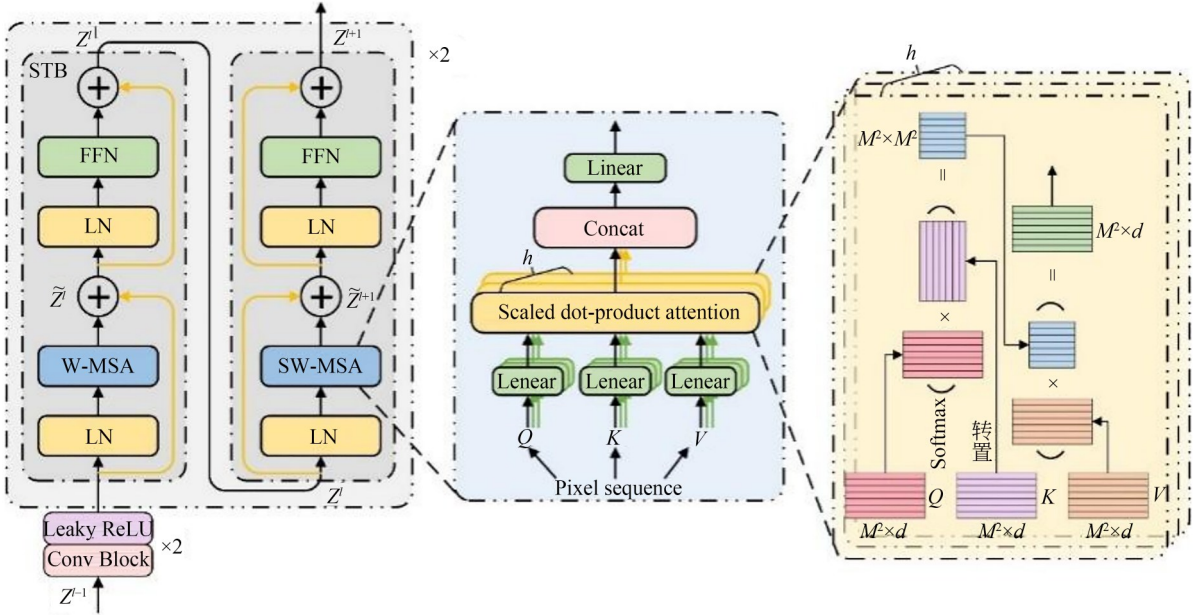 Z^l
Z^{l+1}
×2
STB
FFN
FFN
LN
LN
Z̃^l
Z̃^{l+1}
W-MSA
SW-MSA
LN
LN
Z^l
Leaky ReLU
Conv Block
×2
Z^{l-1}
Linear
Concat
h
Scaled dot-product attention
Lenear
Lenear
Lenear
Q
K
V
Pixel sequence
h
M²×M²
=
(
M²×d
=
×
(
)
×
Softmax
转置
)
Q
K
V
M²×d
M²×d
M²×d